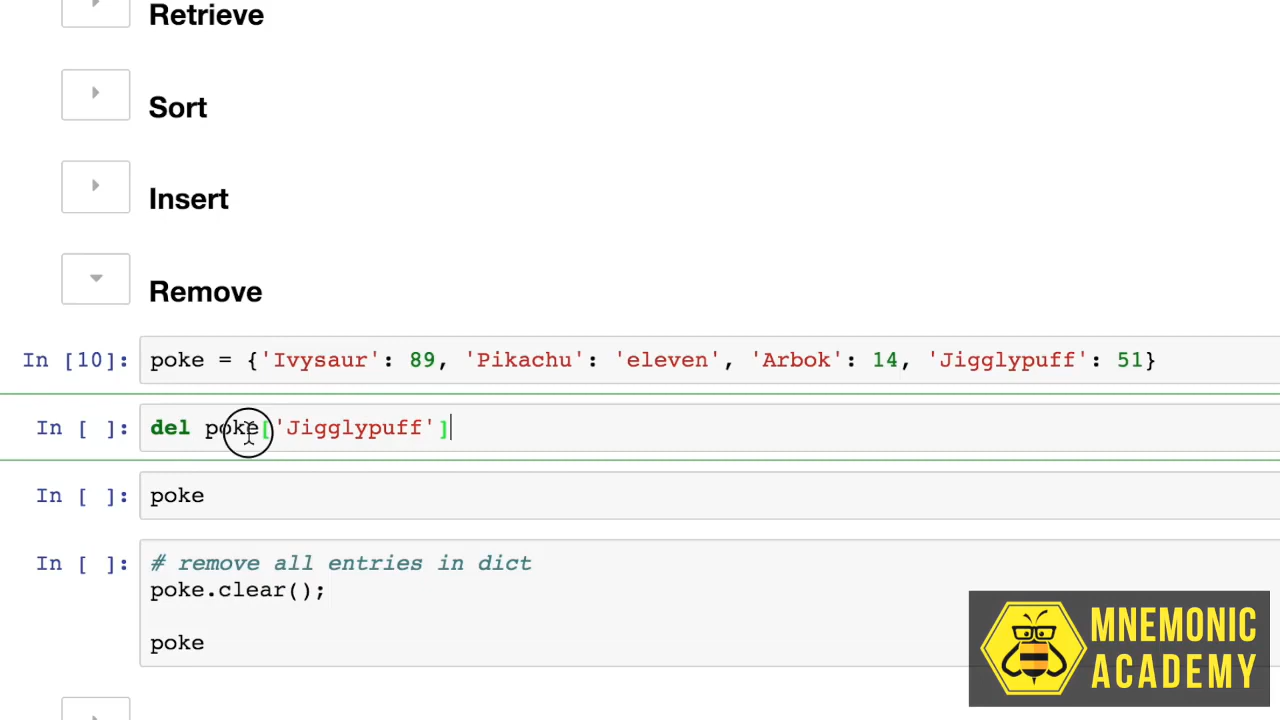 Retrieve
Sort
Insert
Remove
In [10]: poke = {'Ivysaur': 89, 'Pikachu': 'eleven', 'Arbok': 14, 'Jigglypuff': 51}
In [ ]: del poke['Jigglypuff']
In [ ]: poke
In [ ]: # remove all entries in dict
poke.clear();
poke
MNEMONIC
ACADEMY